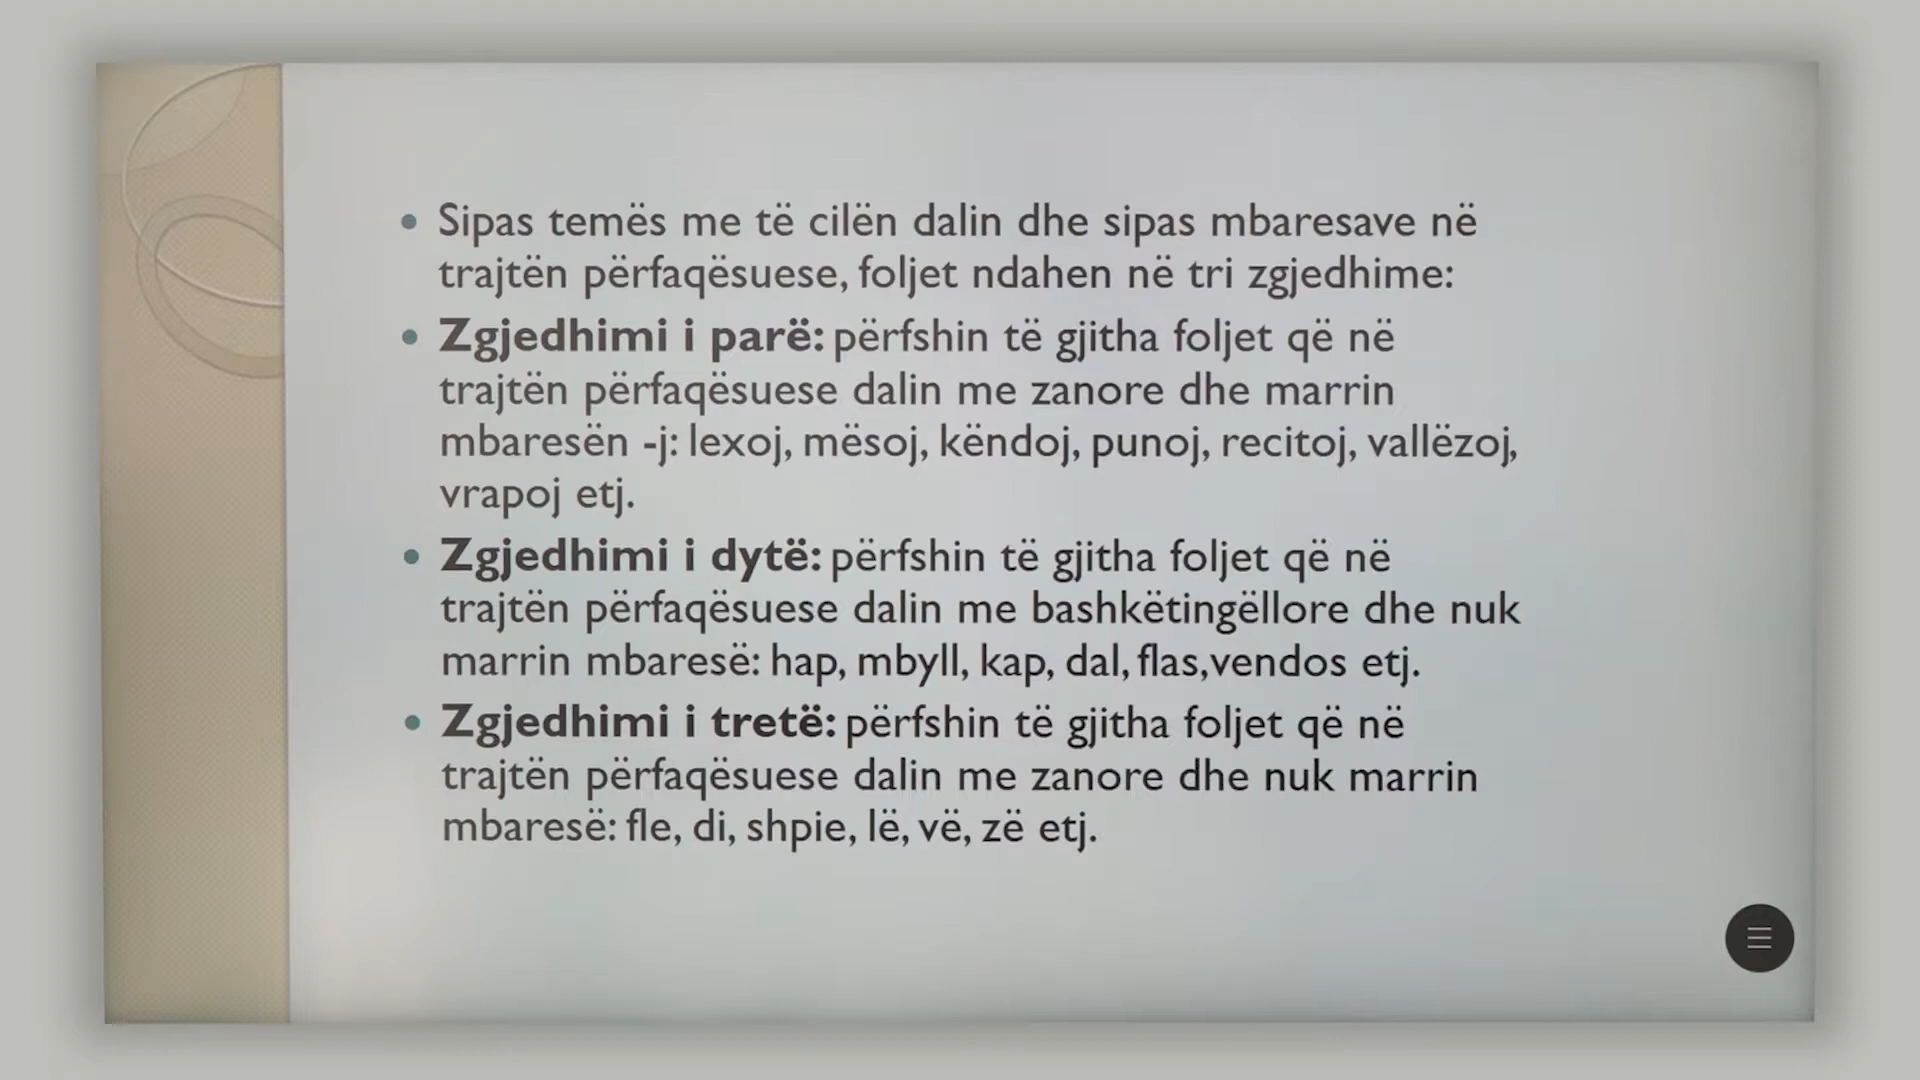 • Sipas temës me të cilën dalin dhe sipas mbaresave në
trajtën përfaqësuese, foljet ndahen në tri zgjedhime:
• Zgjedhimi i parë: përfshin të gjitha foljet që në
trajtën përfaqësuese dalin me zanore dhe marrin
mbaresën -j: lexoj, mësoj, këndoj, punoj, recitoj, vallëzoj,
vrapoj etj.
• Zgjedhimi i dytë: përfshin të gjitha foljet që në
trajtën përfaqësuese dalin me bashkëtingëllore dhe nuk
marrin mbaresë: hap, mbyll, kap, dal, flas,vendos etj.
• Zgjedhimi i tretë: përfshin të gjitha foljet që në
trajtën përfaqësuese dalin me zanore dhe nuk marrin
mbaresë: fle, di, shpie, lë, vë, zë etj.